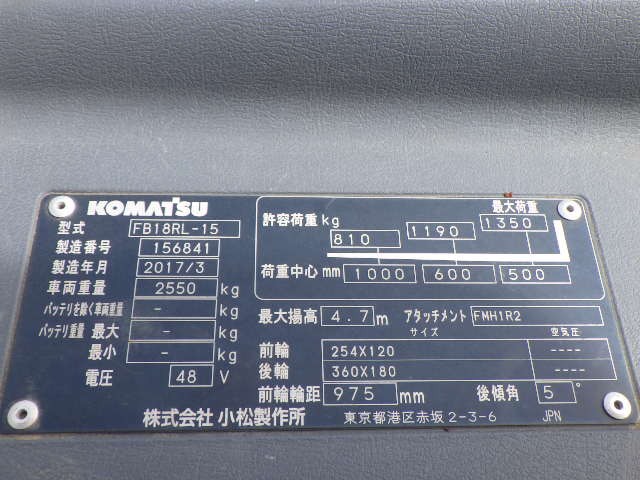 KOMATSU
型式 FB18RL-15
製造番号 156841
製造年月 2017/3
車両重量 2550 kg
バッテリを除く車両重量 - kg
バッテリ重量 最大 - kg
最小 - kg
電圧 48 V
最大荷重
許容荷重 kg 810 1190 1350
荷重中心 mm 1000 600 500
最大揚高 4.7 m アタッチメント FMH1R2
サイズ 空気圧
前輪 254X120 ----
後輪 360X180 ----
前輪輪距 975 mm 後傾角 5 °
株式会社 小松製作所 東京都港区赤坂2-3-6 JPN